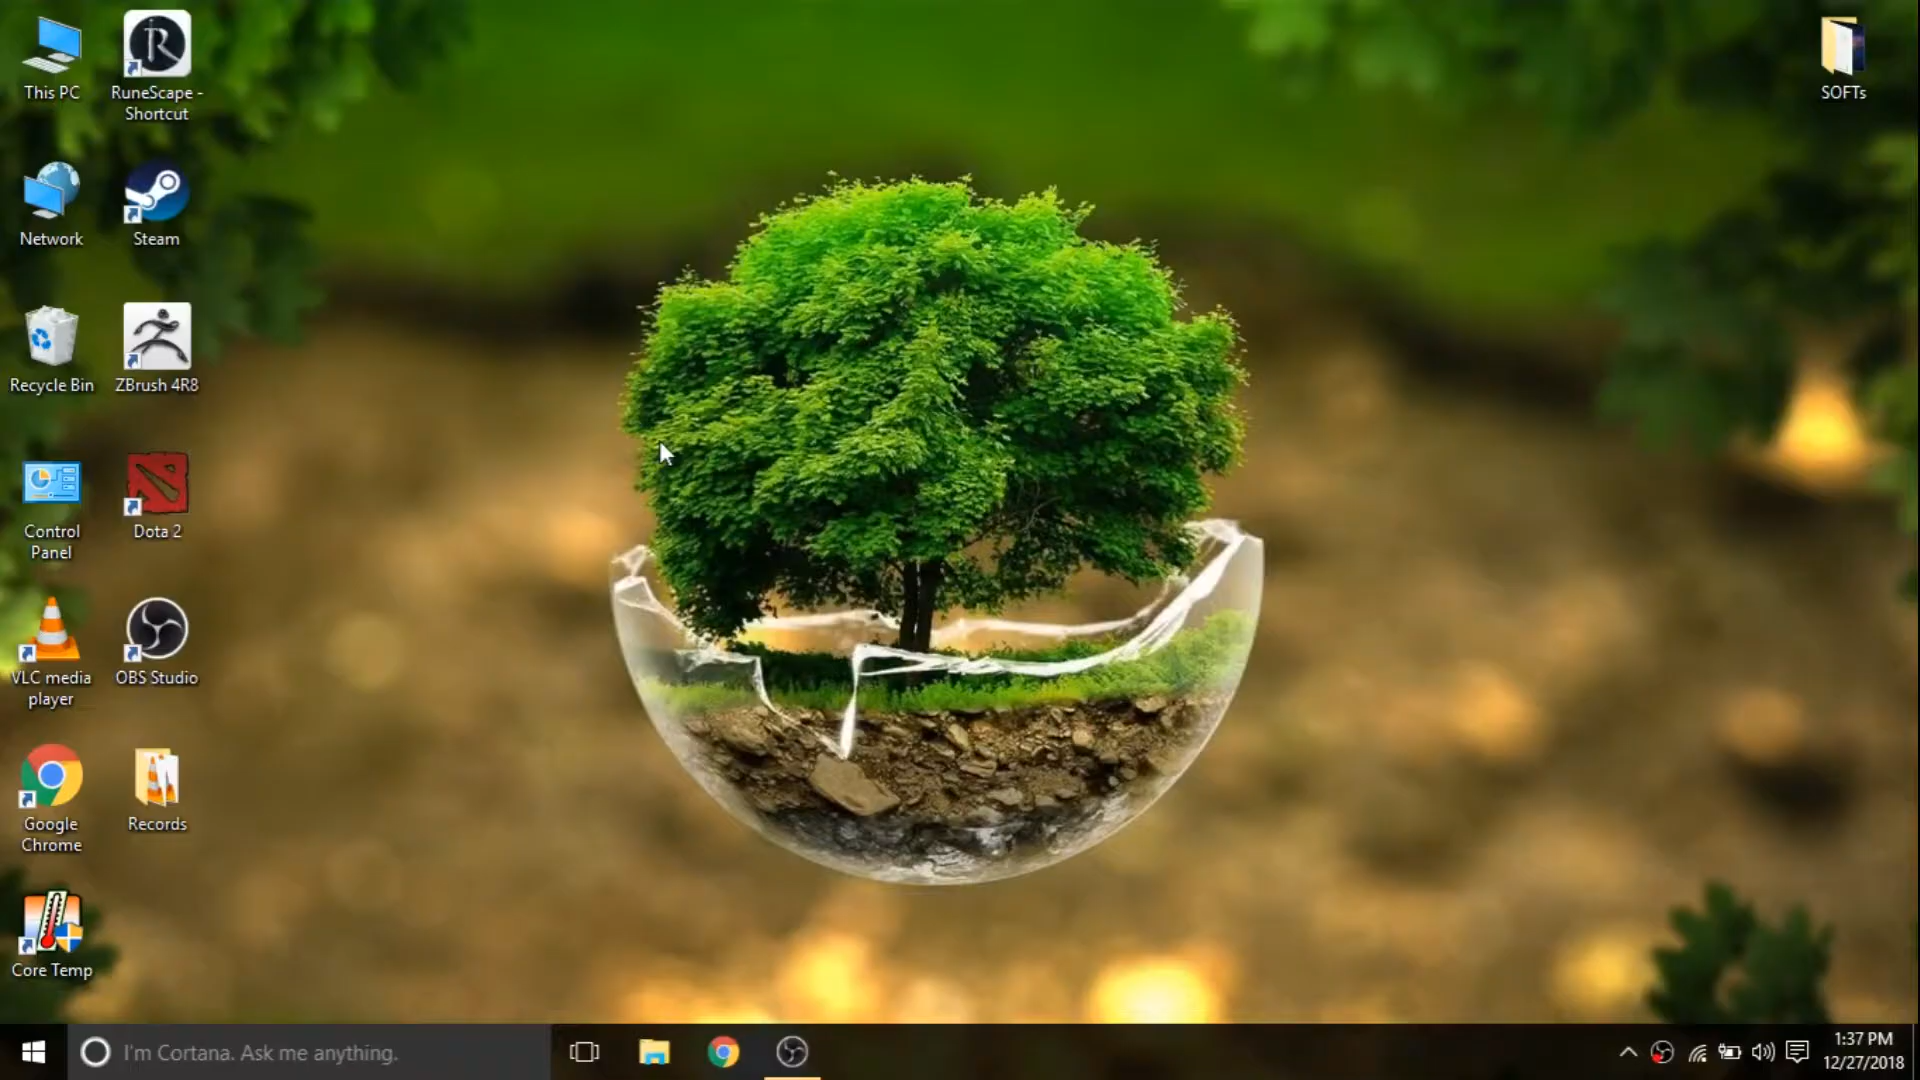 This PC
RuneScape -
Shortcut
SOFTs
Network
Steam
Recycle Bin
ZBrush 4R8
Control
Panel
Dota 2
VLC media
player
OBS Studio
Google
Chrome
Records
Core Temp
I'm Cortana. Ask me anything.
1:37 PM
12/27/2018